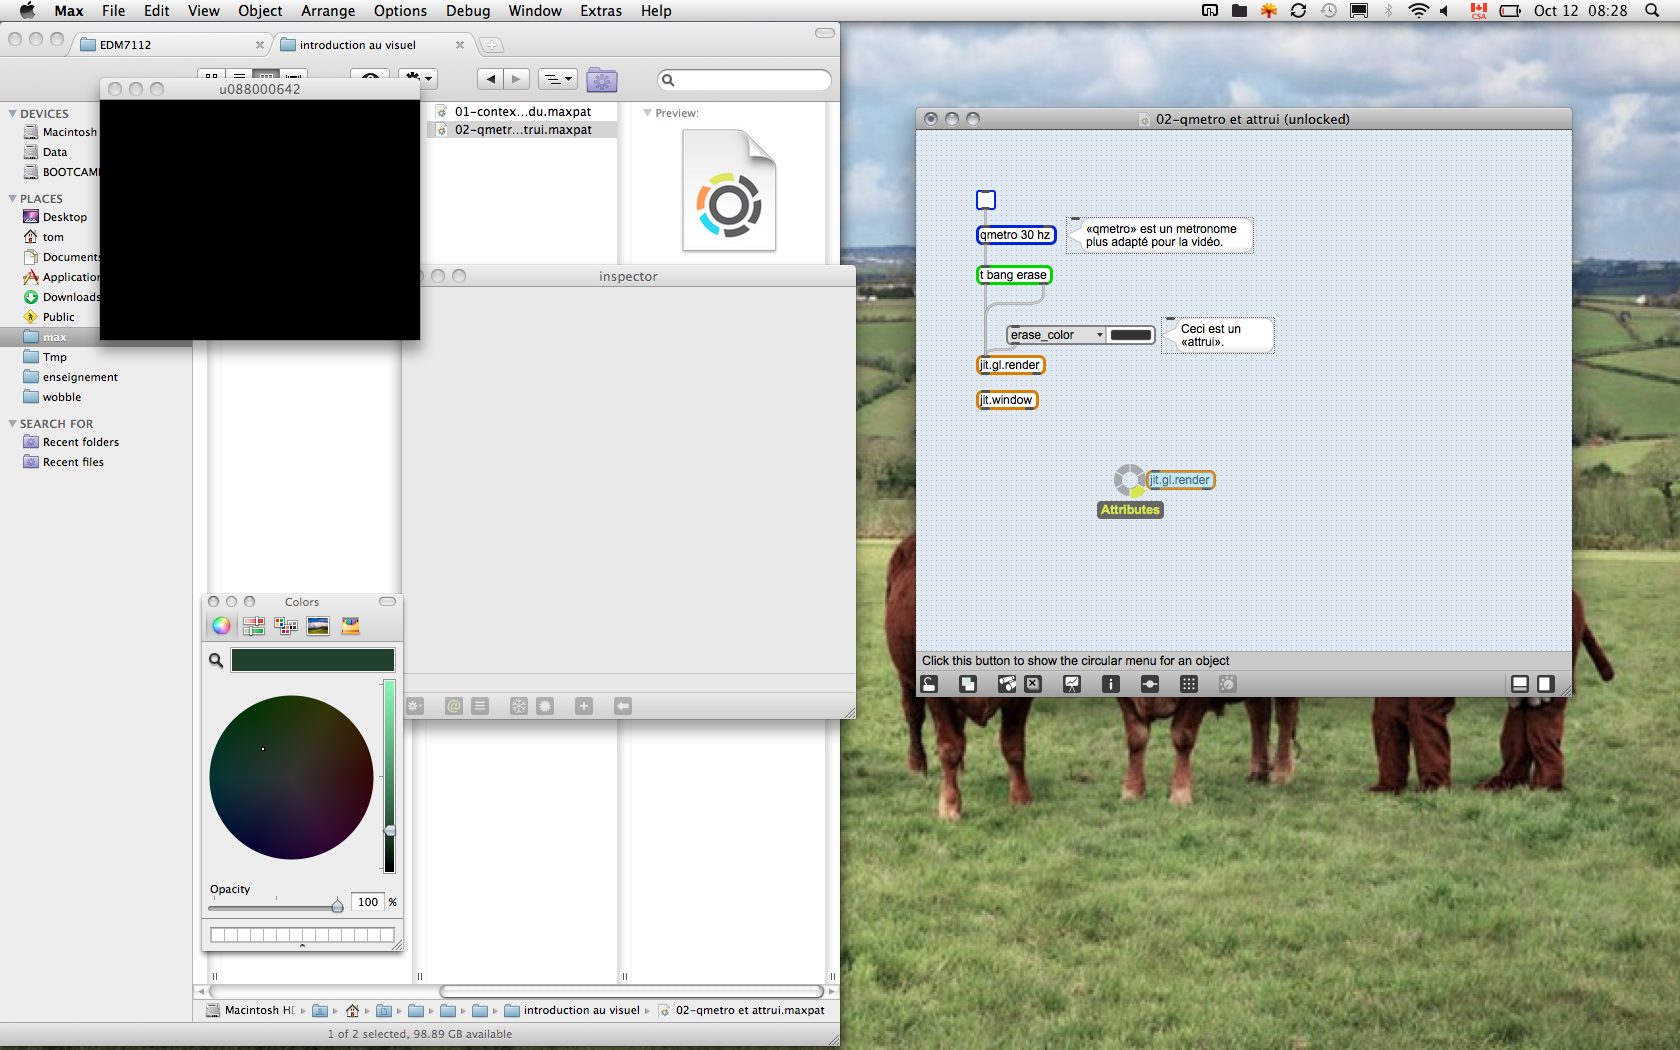 Max File Edit View Object Arrange Options Debug Window Extras Help
CSA
Oct 12 08:28
EDM7112
introduction au visuel
u088000642
DEVICES
Macintosh
Data
BOOTCAM
PLACES
Desktop
tom
Documents
Application
Downloads
Public
max
Tmp
enseignement
wobble
SEARCH FOR
Recent folders
Recent files
01-contex...du.maxpat
02-qmetr...trui.maxpat
Preview:
inspector
Colors
Opacity
100 %
Macintosh H
introduction au visuel
02-qmetro et attrui.maxpat
1 of 2 selected, 98.89 GB available
02-qmetro et attrui (unlocked)
qmetro 30 hz
«qmetro» est un metronome
plus adapté pour la vidéo.
t bang erase
erase_color
Ceci est un
«attrui».
jit.gl.render
jit.window
jit.gl.render
Attributes
Click this button to show the circular menu for an object